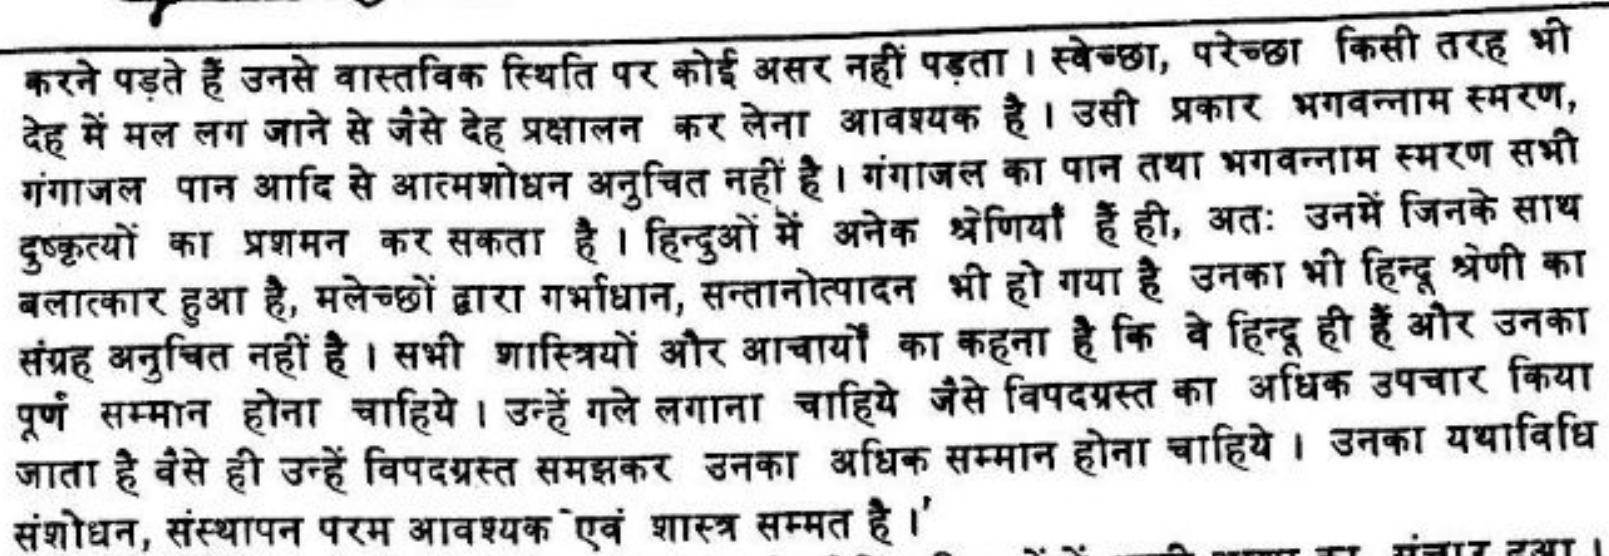 करने पड़ते हैं उनसे वास्तविक स्थिति पर कोई असर नहीं पड़ता । स्वेच्छा, परेच्छा किसी तरह भी
देह में मल लग जाने से जैसे देह प्रक्षालन कर लेना आवश्यक है । उसी प्रकार भगवन्नाम स्मरण,
गंगाजल पान आदि से आत्मशोधन अनुचित नहीं है । गंगाजल का पान तथा भगवन्नाम स्मरण सभी
दुष्कृत्यों का प्रशमन कर सकता है । हिन्दुओं में अनेक श्रेणियाँ हैं ही, अतः उनमें जिनके साथ
बलात्कार हुआ है, मलेच्छों द्वारा गर्भाधान, सन्तानोत्पादन भी हो गया है उनका भी हिन्दू श्रेणी का
संग्रह अनुचित नहीं है । सभी शास्त्रियों और आचार्यों का कहना है कि वे हिन्दू ही हैं और उनका
पूर्ण सम्मान होना चाहिये । उन्हें गले लगाना चाहिये जैसे विपदग्रस्त का अधिक उपचार किया
जाता है वैसे ही उन्हें विपदग्रस्त समझकर उनका अधिक सम्मान होना चाहिये । उनका यथाविधि
संशोधन, संस्थापन परम आवश्यक एवं शास्त्र सम्मत है ।'